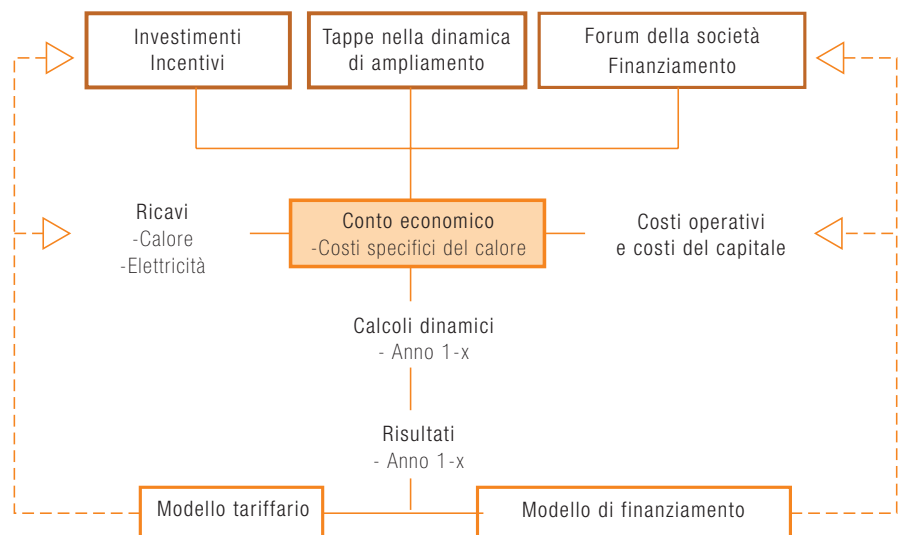 Investimenti
Incentivi
Tappe nella dinamica
di ampliamento
Forum della società
Finanziamento
Ricavi
-Calore
-Elettricità
Conto economico
-Costi specifici del calore
Costi operativi
e costi del capitale
Calcoli dinamici
- Anno 1-x
Risultati
- Anno 1-x
Modello tariffario
Modello di finanziamento